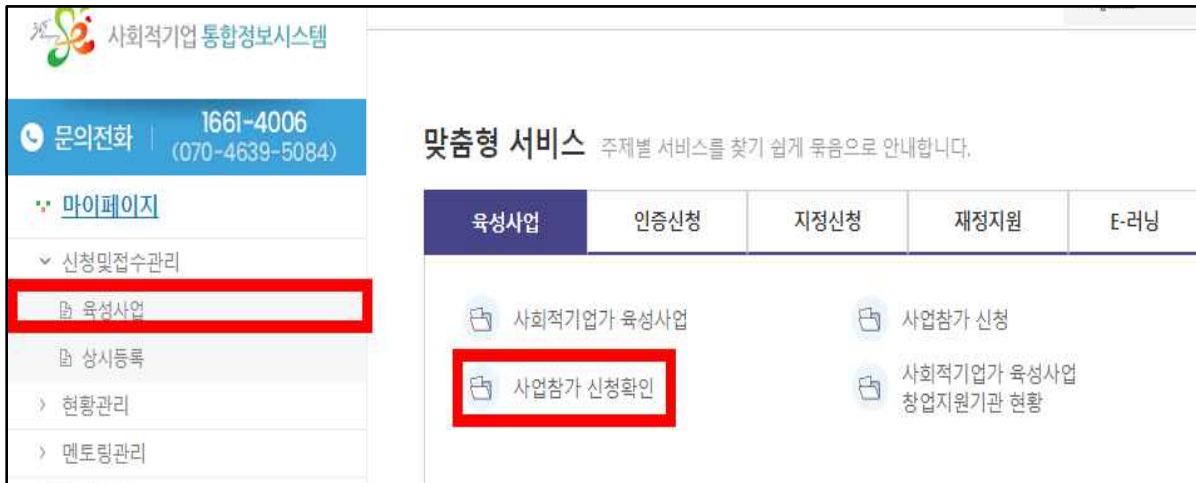 사회적기업 통합정보시스템
문의전화
1661-4006
(070-4639-5084)
마이페이지
신청및접수관리
육성사업
상시등록
현황관리
멘토링관리
맞춤형 서비스 주제별 서비스를 찾기 쉽게 묶음으로 안내합니다.
육성사업 인증신청 지정신청 재정지원 E-러닝
사회적기업가 육성사업 사업참가 신청
사업참가 신청확인
사회적기업가 육성사업
창업지원기관 현황